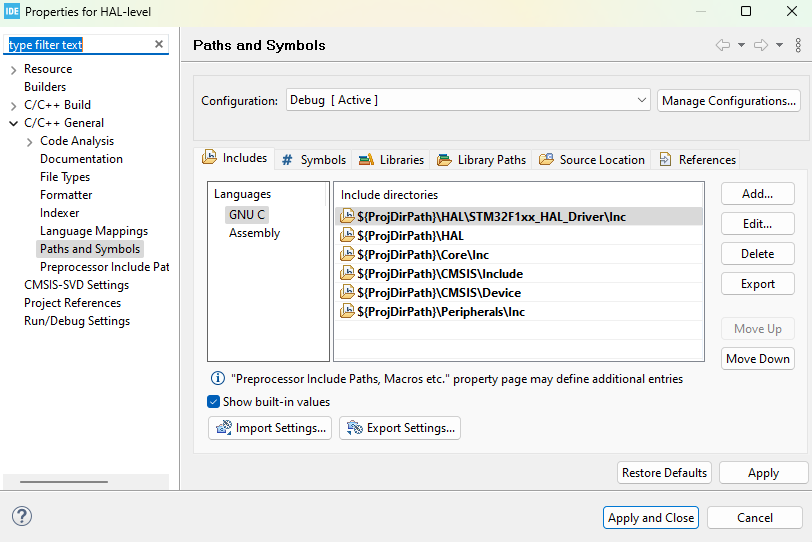 IDE Properties for HAL-level
type filter text
Resource
Builders
C/C++ Build
C/C++ General
Code Analysis
Documentation
File Types
Formatter
Indexer
Language Mappings
Paths and Symbols
Preprocessor Include Pat
CMSIS-SVD Settings
Project References
Run/Debug Settings
Paths and Symbols
Configuration: Debug [ Active ] Manage Configurations...
Includes # Symbols Libraries Library Paths Source Location References
Languages
GNU C
Assembly
Include directories
${ProjDirPath}\HAL\STM32F1xx_HAL_Driver\Inc
${ProjDirPath}\HAL
${ProjDirPath}\Core\Inc
${ProjDirPath}\CMSIS\Include
${ProjDirPath}\CMSIS\Device
${ProjDirPath}\Peripherals\Inc
Add...
Edit...
Delete
Export
Move Up
Move Down
"Preprocessor Include Paths, Macros etc." property page may define additional entries
Show built-in values
Import Settings... Export Settings...
Restore Defaults Apply
? Apply and Close Cancel